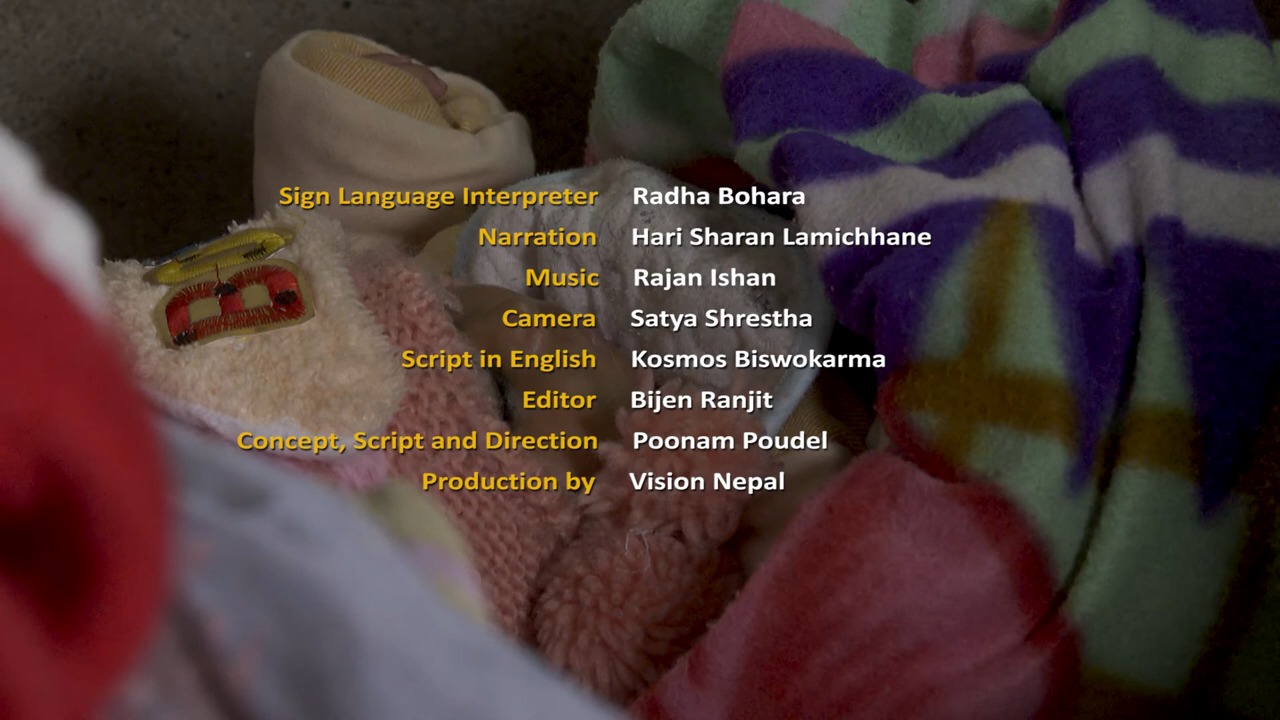 Sign Language Interpreter Radha Bohara
Narration Hari Sharan Lamichhane
Music Rajan Ishan
Camera Satya Shrestha
Script in English Kosmos Biswokarma
Editor Bijen Ranjit
Concept, Script and Direction Poonam Poudel
Production by Vision Nepal